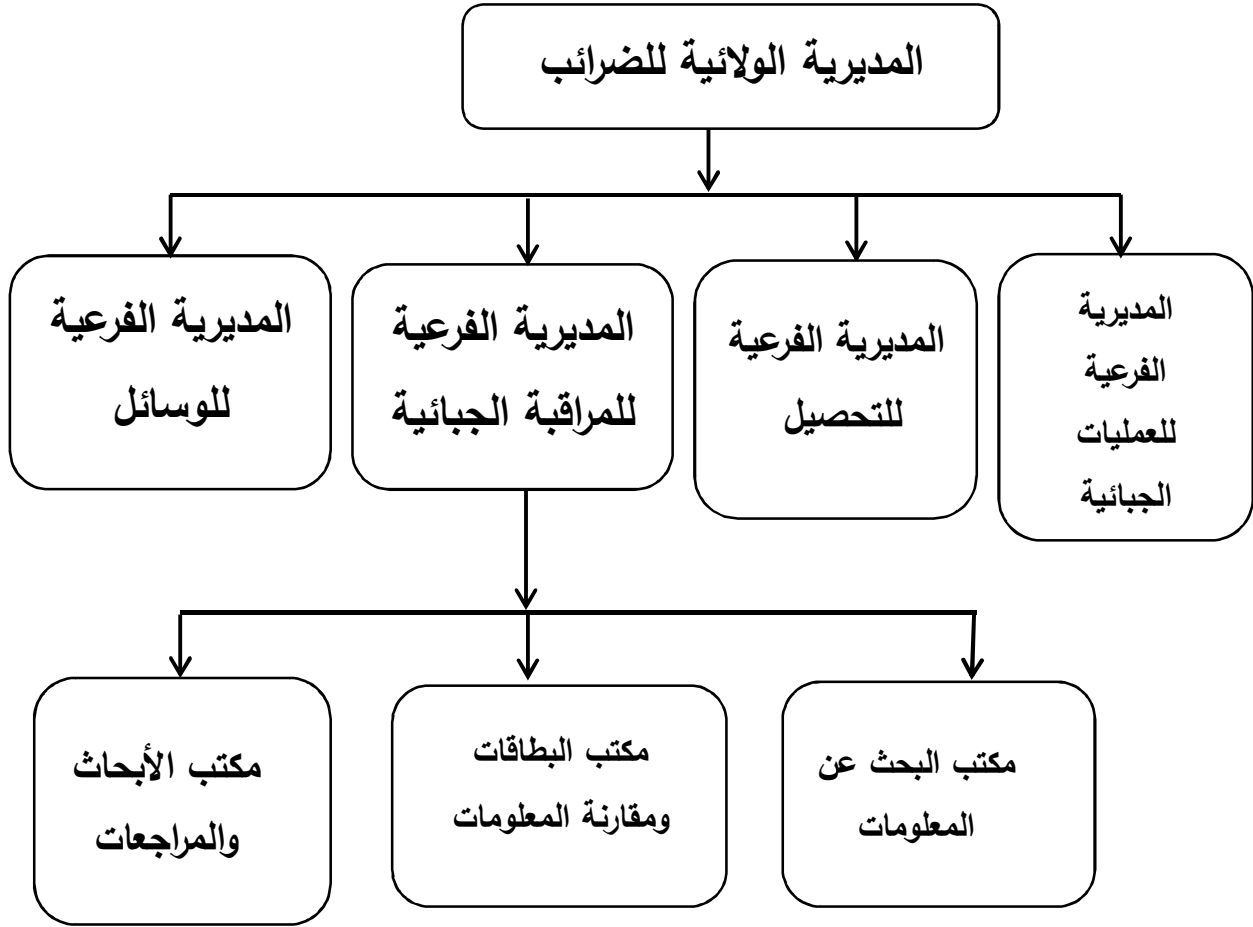 المديرية الولائية للضرائب
المديرية
الفرعية
للعمليات
الجبائية
المديرية الفرعية
للتحصيل
المديرية الفرعية
للمراقبة الجبائية
المديرية الفرعية
للوسائل
مكتب البحث عن
المعلومات
مكتب البطاقات
ومقارنة المعلومات
مكتب الأبحاث
والمراجعات